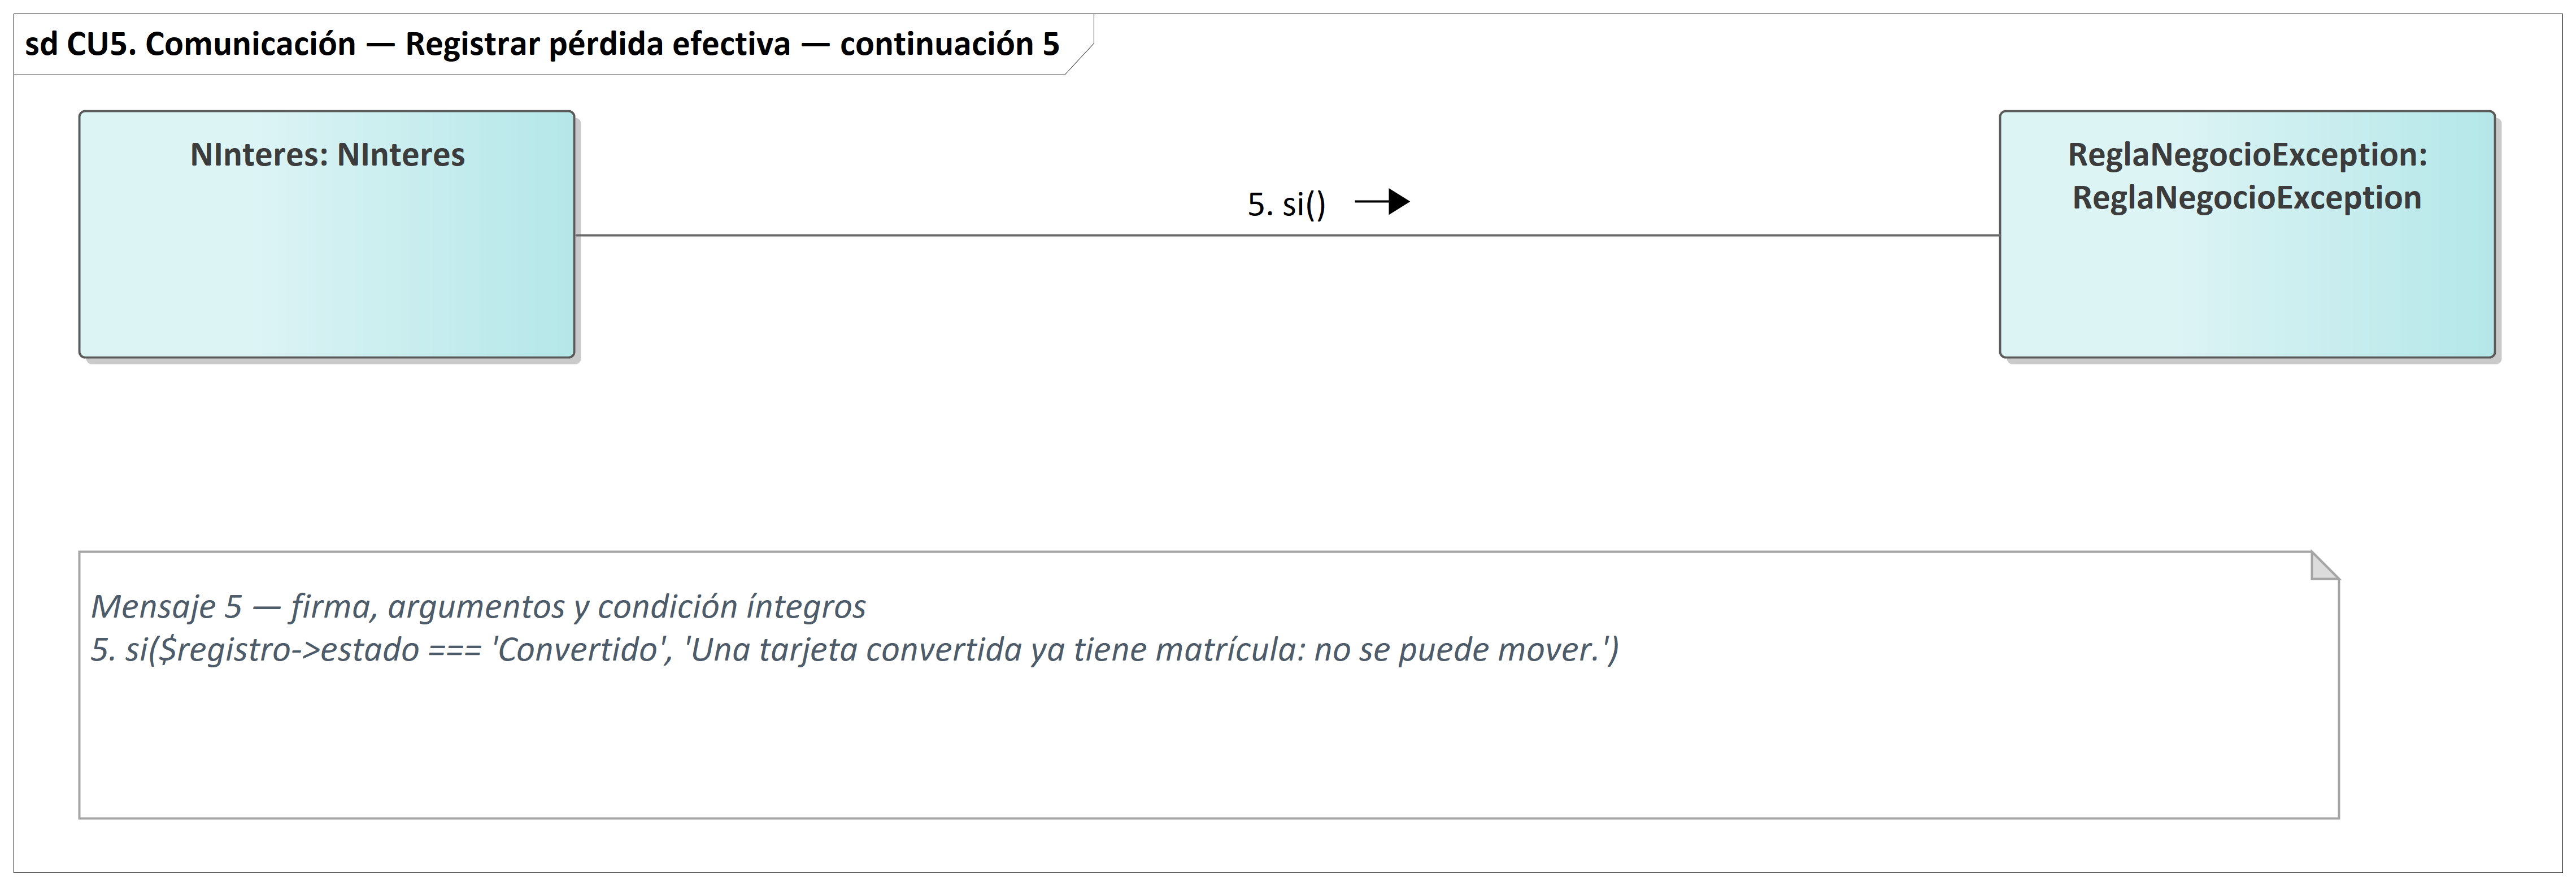 sd CU5. Comunicación — Registrar pérdida efectiva — continuación 5
NInteres: NInteres
ReglaNegocioException:
ReglaNegocioException
5. si()
Mensaje 5 — firma, argumentos y condición íntegros
5. si($registro->estado === 'Convertido', 'Una tarjeta convertida ya tiene matrícula: no se puede mover.')